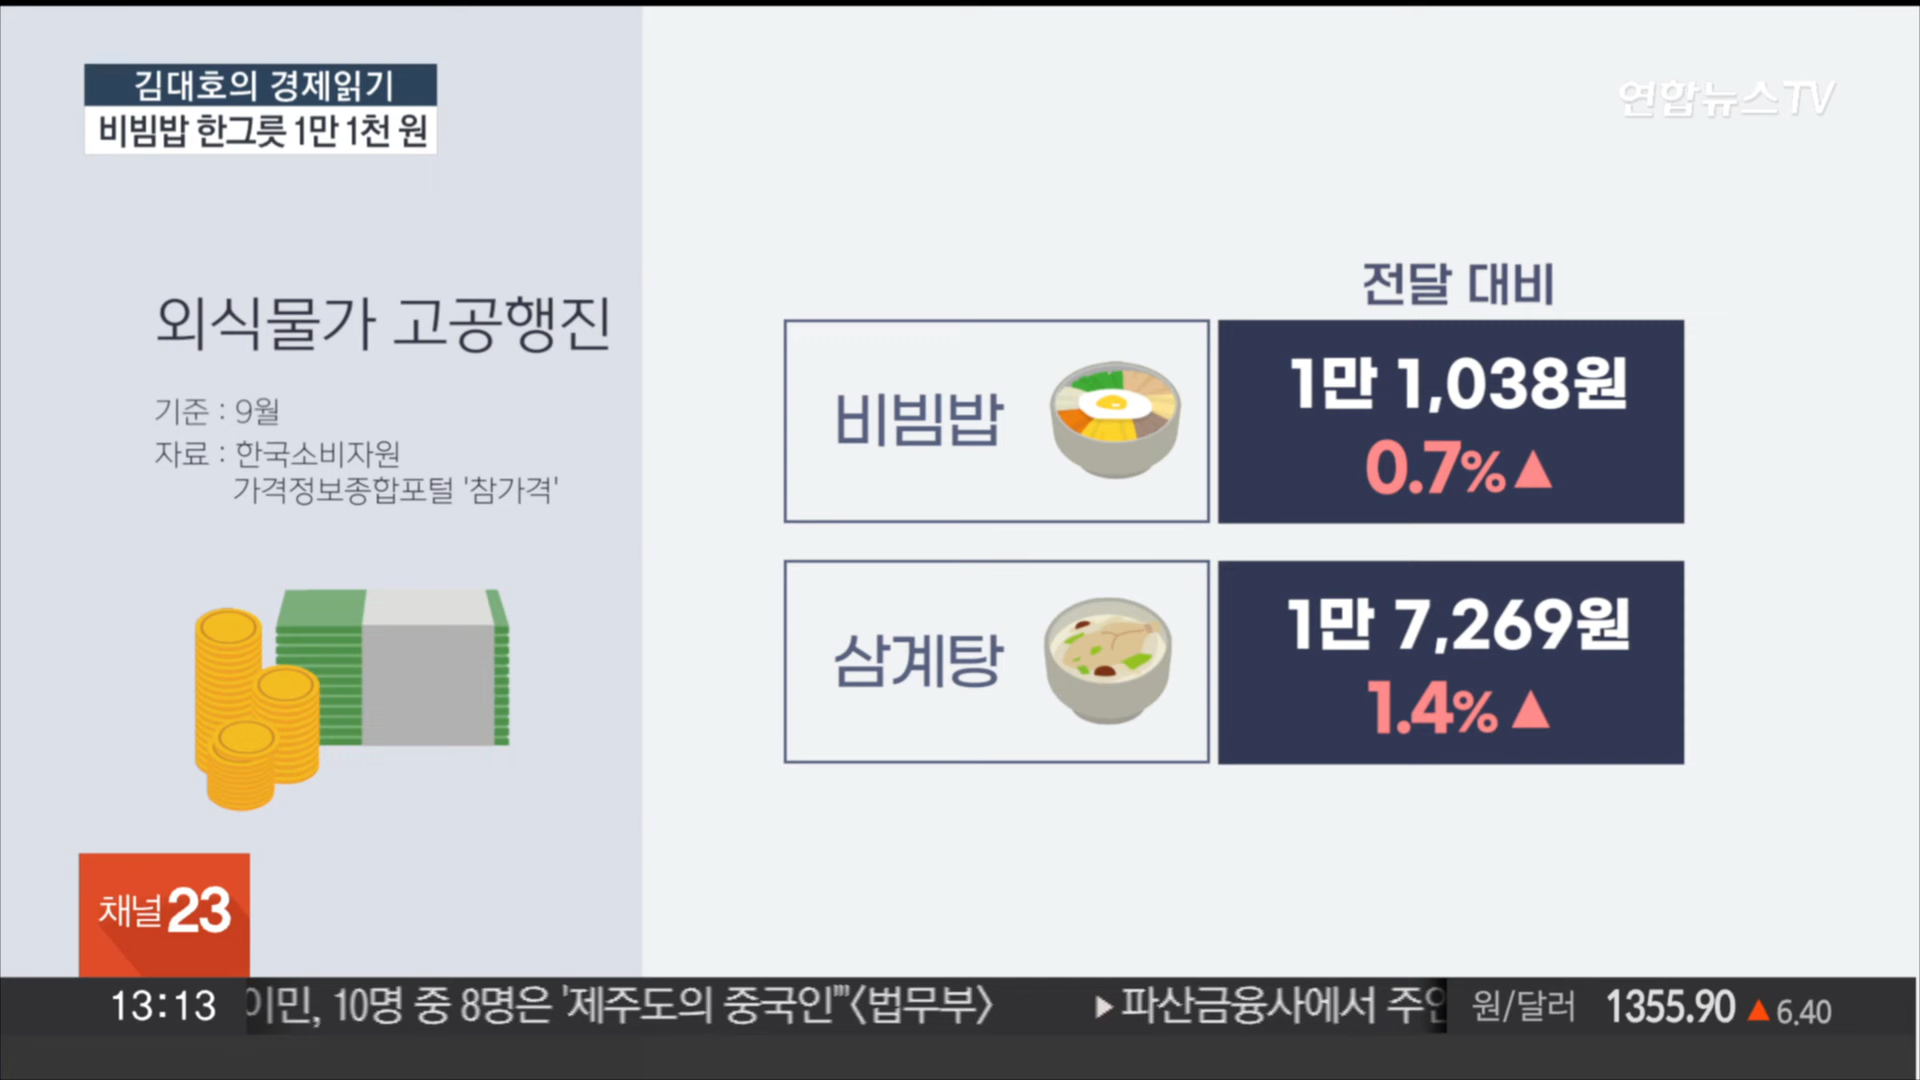 김대호의 경제읽기
비빔밥 한그릇 1만 1천 원
연합뉴스TV
외식물가 고공행진
기준 : 9월
자료 : 한국소비자원
가격정보종합포털 '참가격'
전달 대비
비빔밥
1만 1,038원
0.7%▲
삼계탕
1만 7,269원
1.4%▲
채널23
13:13 이민, 10명 중 8명은 '제주도의 중국인'"〈법무부〉 ▶파산금융사에서 원/달러 1355.90 ▲6.40